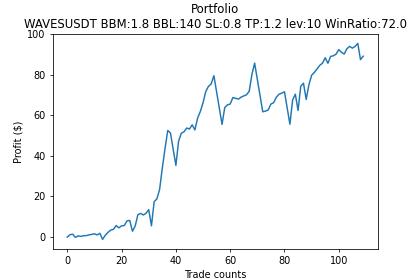 Portfolio
WAVESUSDT BBM:1.8 BBL:140 SL:0.8 TP:1.2 lev:10 WinRatio:72.0
100
80
60
40
20
0
Profit ($)
0 20 40 60 80 100
Trade counts